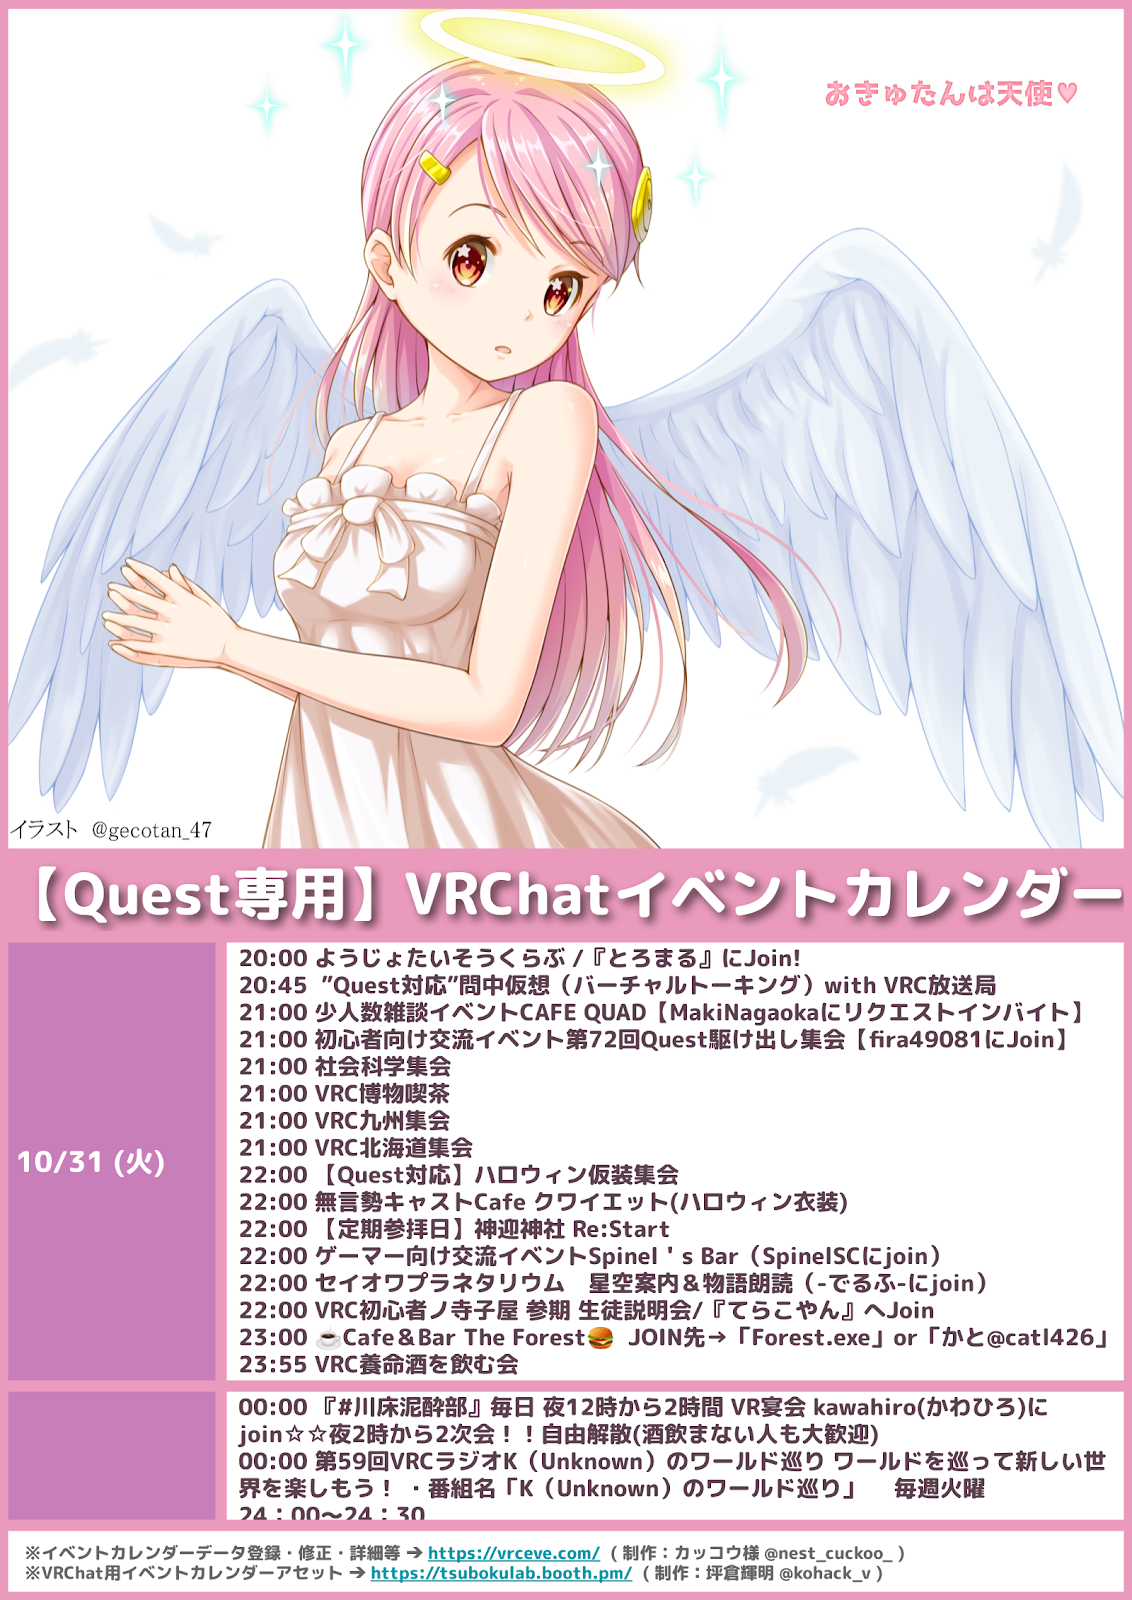 おきゅたんは天使♥
イラスト @gecotan_47
【Quest専用】VRChatイベントカレンダー
10/31 (火)
20:00 ようじょたいそうくらぶ /『とろまる』にJoin!
20:45 ”Quest対応”問中仮想（バーチャルトーキング）with VRC放送局
21:00 少人数雑談イベントCAFE QUAD【MakiNagaokaにリクエストインバイト】
21:00 初心者向け交流イベント第72回Quest駆け出し集会【fira49081にJoin】
21:00 社会科学集会
21:00 VRC博物喫茶
21:00 VRC九州集会
21:00 VRC北海道集会
22:00 【Quest対応】ハロウィン仮装集会
22:00 無言勢キャストCafe クワイエット(ハロウィン衣装)
22:00 【定期参拝日】神迎神社 Re:Start
22:00 ゲーマー向け交流イベントSpinel＇s Bar（SpinelSCにjoin）
22:00 セイオワプラネタリウム　星空案内＆物語朗読（-でるふ-にjoin）
22:00 VRC初心者ノ寺子屋 参期 生徒説明会/『てらこやん』へJoin
23:00 ☕Cafe＆Bar The Forest🍔 JOIN先→「Forest.exe」or「かと@catl426」
23:55 VRC養命酒を飲む会
00:00 『#川床泥酔部』毎日 夜12時から2時間 VR宴会 kawahiro(かわひろ)に
join☆☆夜2時から2次会！！自由解散(酒飲まない人も大歓迎)
00:00 第59回VRCラジオK（Unknown）のワールド巡り ワールドを巡って新しい世
界を楽しもう！ ・番組名「K（Unknown）のワールド巡り」　毎週火曜
24：00～24：30
※イベントカレンダーデータ登録・修正・詳細等 ➔ https://vrceve.com/ ( 制作：カッコウ様 @nest_cuckoo_ )
※VRChat用イベントカレンダーアセット ➔ https://tsubokulab.booth.pm/ ( 制作：坪倉輝明 @kohack_v )